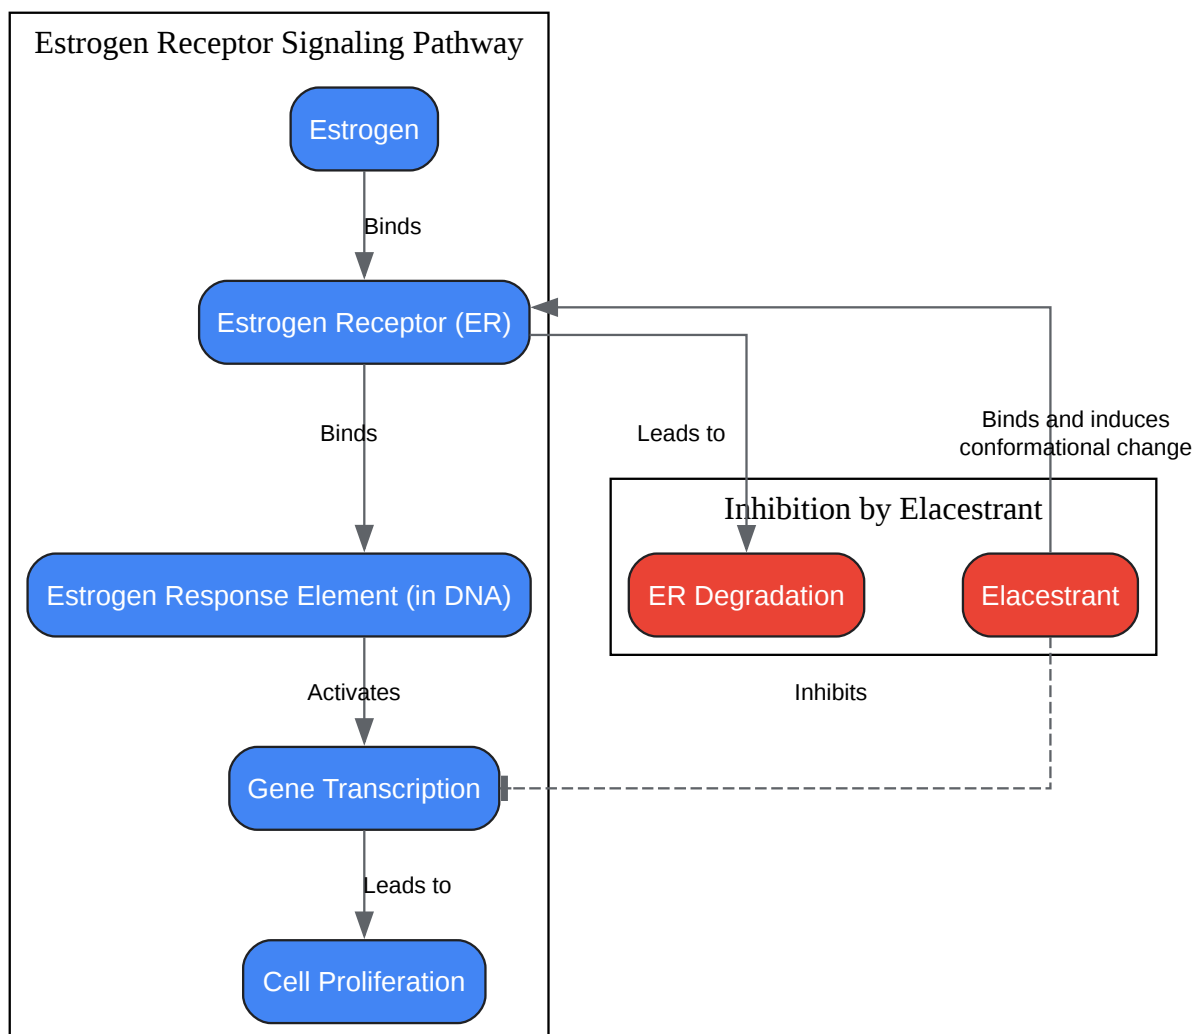 Estrogen Receptor Signaling Pathway
Estrogen
Binds
Estrogen Receptor (ER)
Binds
Leads to
Binds and induces
conformational change
Inhibition by Elacestrant
Estrogen Response Element (in DNA)
ER Degradation
Elacestrant
Activates
Inhibits
Gene Transcription
Leads to
Cell Proliferation